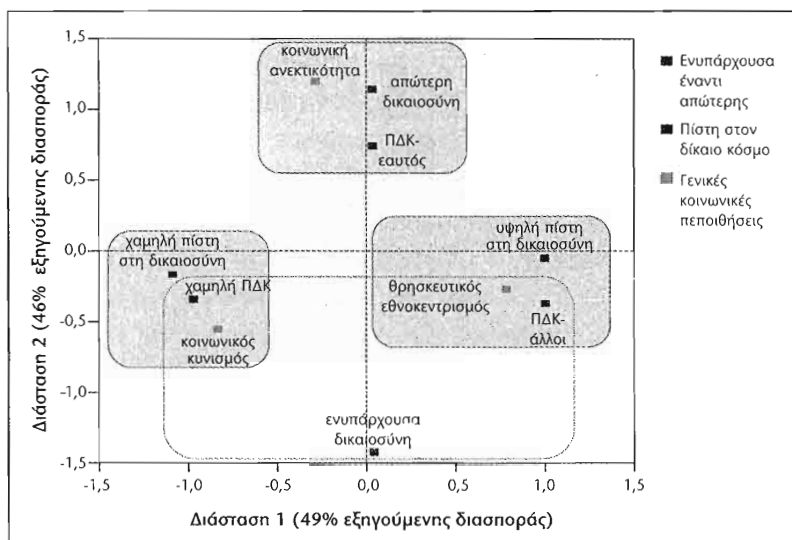 1,5
1,0
0,5
0,0
-0,5
-1,0
-1,5
Διάσταση 2 (46% εξηγούμενης διασποράς)
κοινωνική
ανεκτικότητα
απώτερη
δικαιοσύνη
ΠΔΚ-
εαυτός
χαμηλή πίστη
στη δικαιοσύνη
χαμηλή ΠΔΚ
κοινωνικός
κυνισμός
υψηλή πίστη
στη δικαιοσύνη
θρησκευτικός
εθνοκεντρισμός
ΠΔΚ-
άλλοι
ενυπάρχουσα
δικαιοσύνη
-1,5 -1,0 -0,5 0,0 0,5 1,0 1,5
Διάσταση 1 (49% εξηγούμενης διασποράς)
Ενυπάρχουσα
έναντι
απώτερης
Πίστη στον
δίκαιο κόσμο
Γενικές
κοινωνικές
πεποιθήσεις